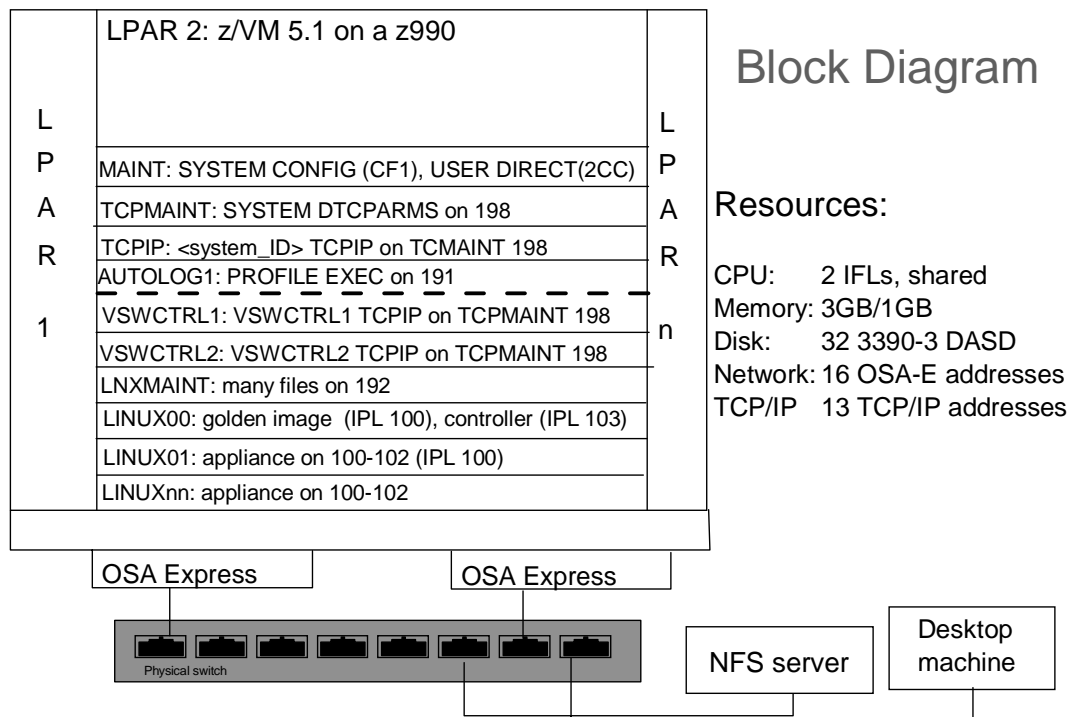 LPAR 2: z/VM 5.1 on a z990
Block Diagram
L
P
A
R
1
L
P
A
R
n
MAINT: SYSTEM CONFIG (CF1), USER DIRECT(2CC)
TCPMAINT: SYSTEM DTCPARMS on 198
TCPIP: <system_ID> TCPIP on TCMAINT 198
AUTOLOG1: PROFILE EXEC on 191
VSWCTRL1: VSWCTRL1 TCPIP on TCPMAINT 198
VSWCTRL2: VSWCTRL2 TCPIP on TCPMAINT 198
LNXMAINT: many files on 192
LINUX00: golden image (IPL 100), controller (IPL 103)
LINUX01: appliance on 100-102 (IPL 100)
LINUXnn: appliance on 100-102
Resources:
CPU: 2 IFLs, shared
Memory: 3GB/1GB
Disk: 32 3390-3 DASD
Network: 16 OSA-E addresses
TCP/IP 13 TCP/IP addresses
OSA Express
OSA Express
Physical switch
NFS server
Desktop
machine